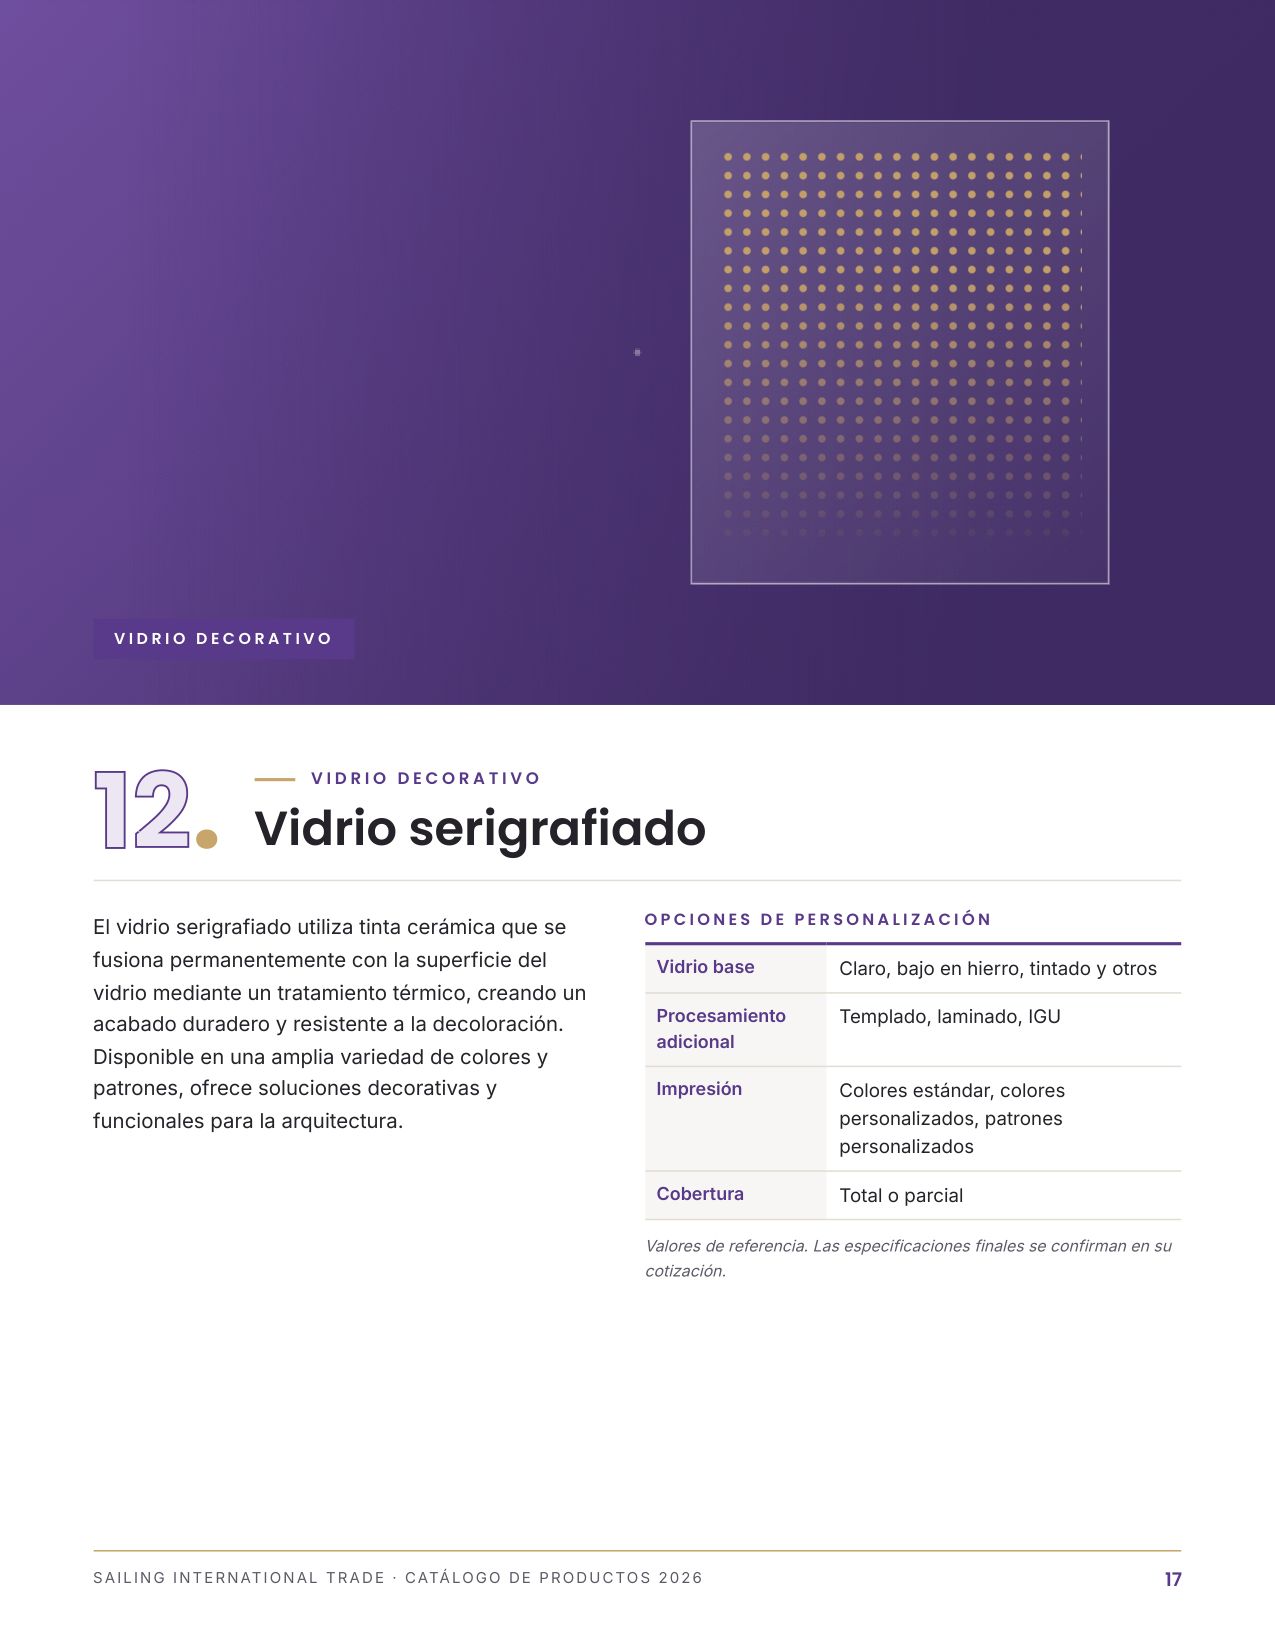 VIDRIO DECORATIVO
12.
VIDRIO DECORATIVO
Vidrio serigrafiado
El vidrio serigrafiado utiliza tinta cerámica que se
fusiona permanentemente con la superficie del
vidrio mediante un tratamiento térmico, creando un
acabado duradero y resistente a la decoloración.
Disponible en una amplia variedad de colores y
patrones, ofrece soluciones decorativas y
funcionales para la arquitectura.
OPCIONES DE PERSONALIZACIÓN
Vidrio base
Claro, bajo en hierro, tintado y otros
Procesamiento
adicional
Templado, laminado, IGU
Impresión
Colores estándar, colores
personalizados, patrones
personalizados
Cobertura
Total o parcial
Valores de referencia. Las especificaciones finales se confirman en su
cotización.
SAILING INTERNATIONAL TRADE · CATÁLOGO DE PRODUCTOS 2026
17